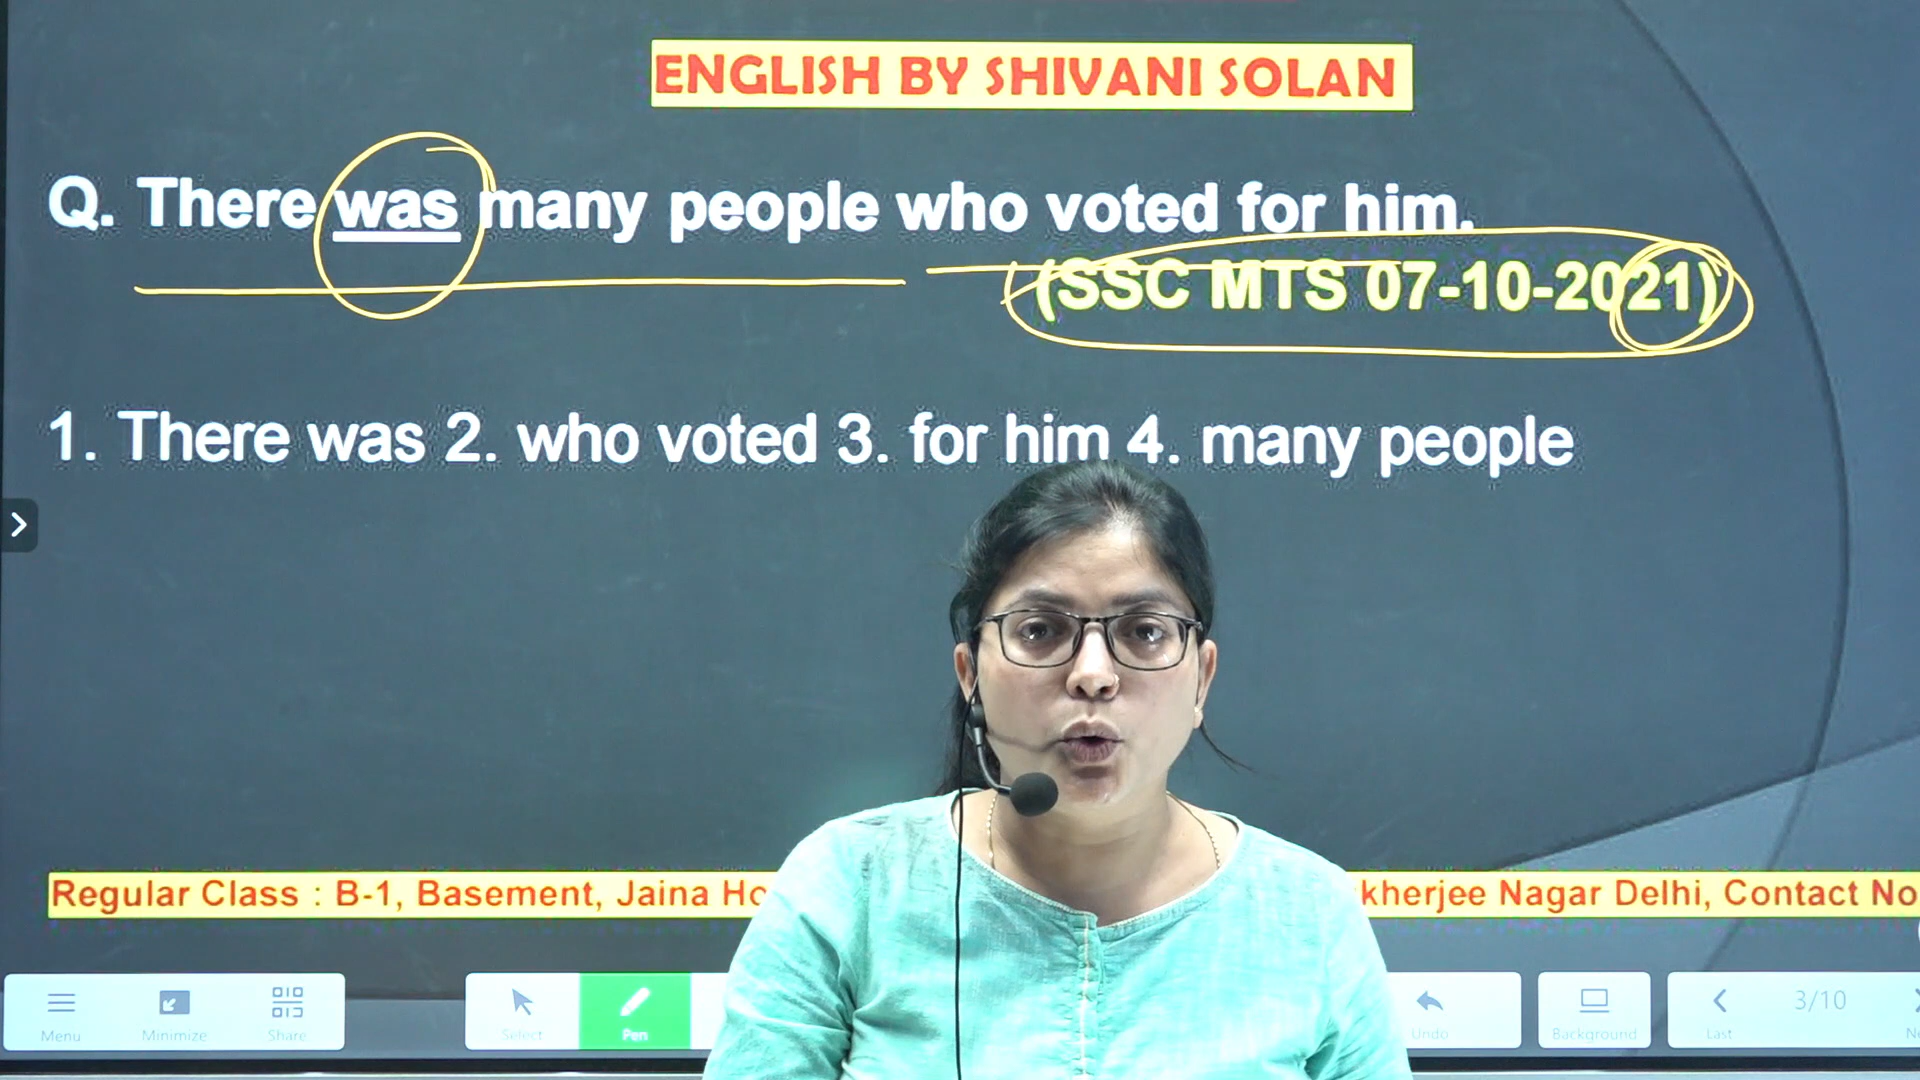 ENGLISH BY SHIVANI SOLAN
Q. There was many people who voted for him.
(SSC MTS 07-10-2021)
1. There was 2. who voted 3. for him 4. many people
Regular Class : B-1, Basement, Jaina kherjee Nagar Delhi, Contact No
Menu Minimize Share Select Pen Undo Background Last 3/10